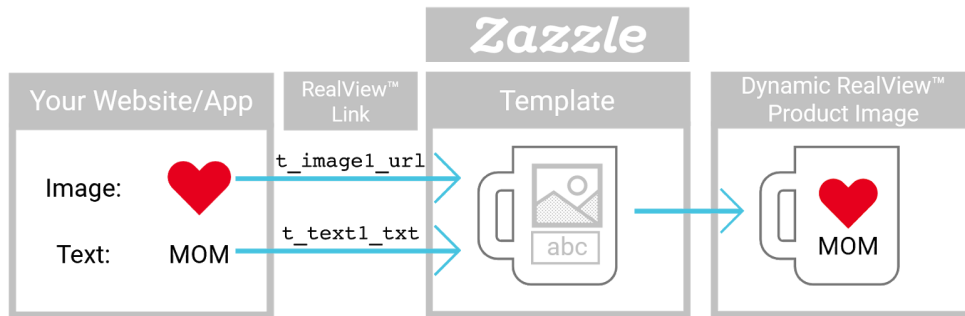 Zazzle
Your Website/App
RealView™
Link
Template
Dynamic RealView™
Product Image
Image:
t_image1_url
Text:
MOM
t_text1_txt
abc
MOM